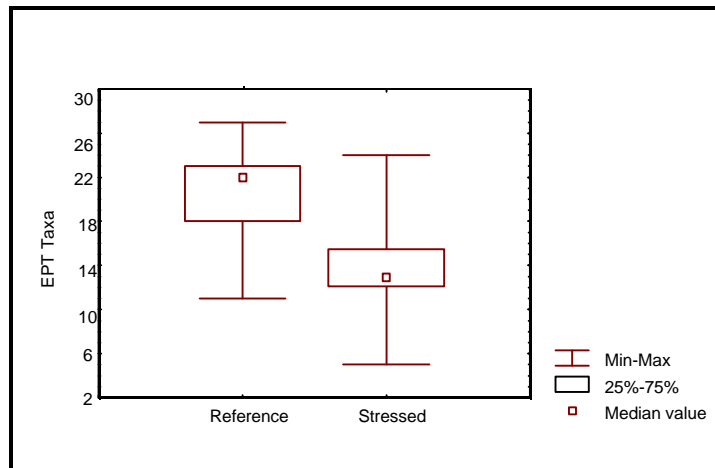 30
26
22
18
14
10
6
2
EPT Taxa
Reference Stressed
Min-Max
25%-75%
Median value